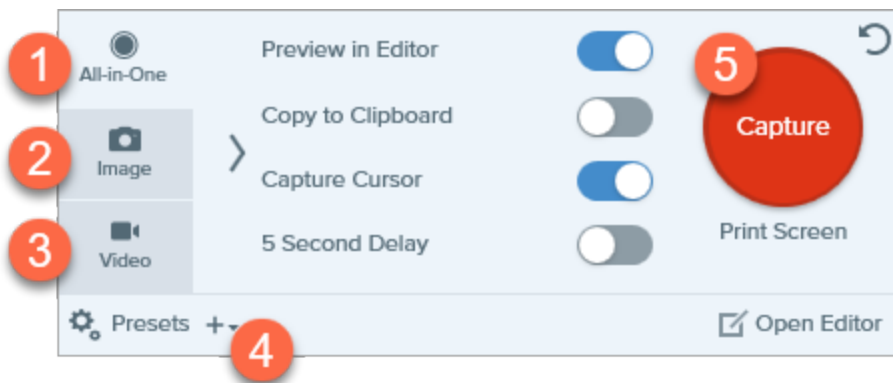 1
All-in-One
2
Image
3
Video
Preview in Editor
Copy to Clipboard
Capture Cursor
5 Second Delay
5
Capture
Print Screen
Presets +
4
Open Editor